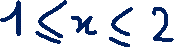 1 ≤ x ≤ 2